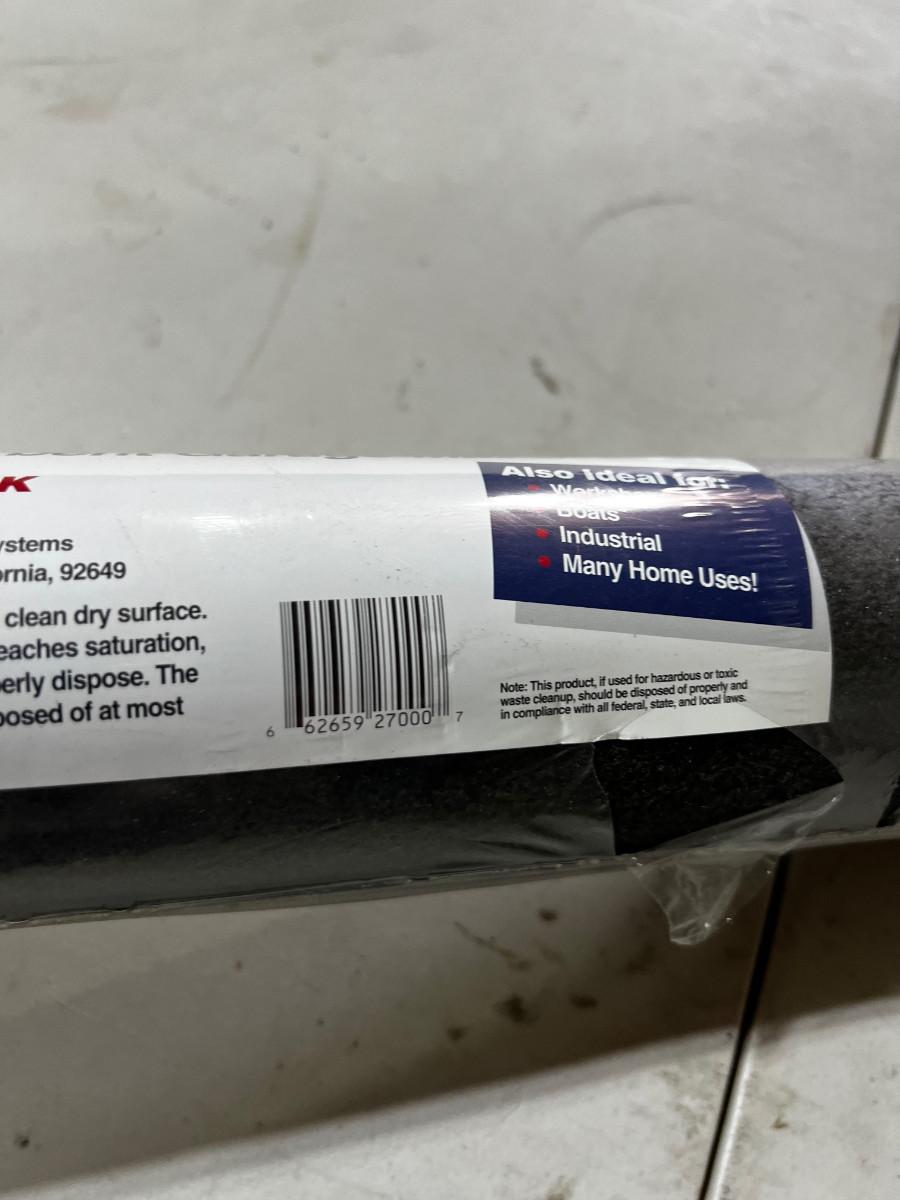 K
Also Ideal for:
Boats
Industrial
Many Home Uses!
ystems
ornia, 92649
clean dry surface.
eaches saturation,
erly dispose. The
posed of at most
6 62659 27000 7
Note: This product, if used for hazardous or toxic
waste cleanup, should be disposed of properly and
in compliance with all federal, state, and local laws.